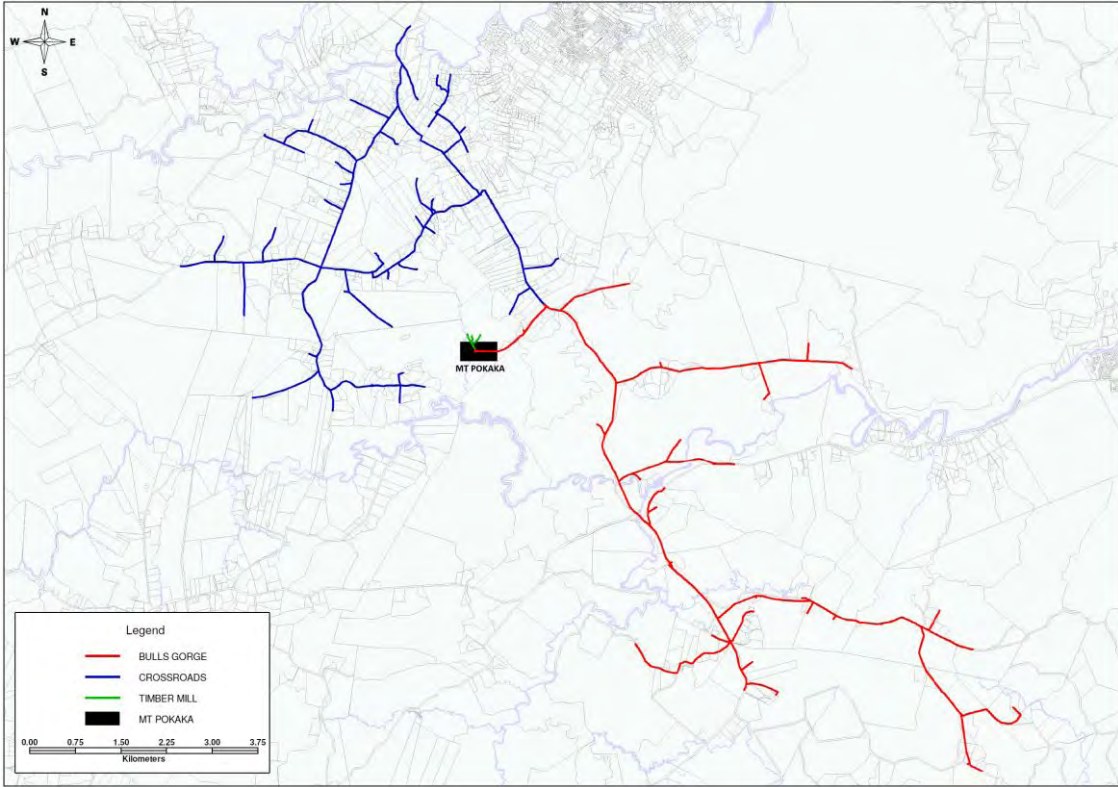 N
W E
S
MT POKAKA
Legend
BULLS GORGE
CROSSROADS
TIMBER MILL
MT POKAKA
0.00 0.75 1.50 2.25 3.00 3.75
Kilometers